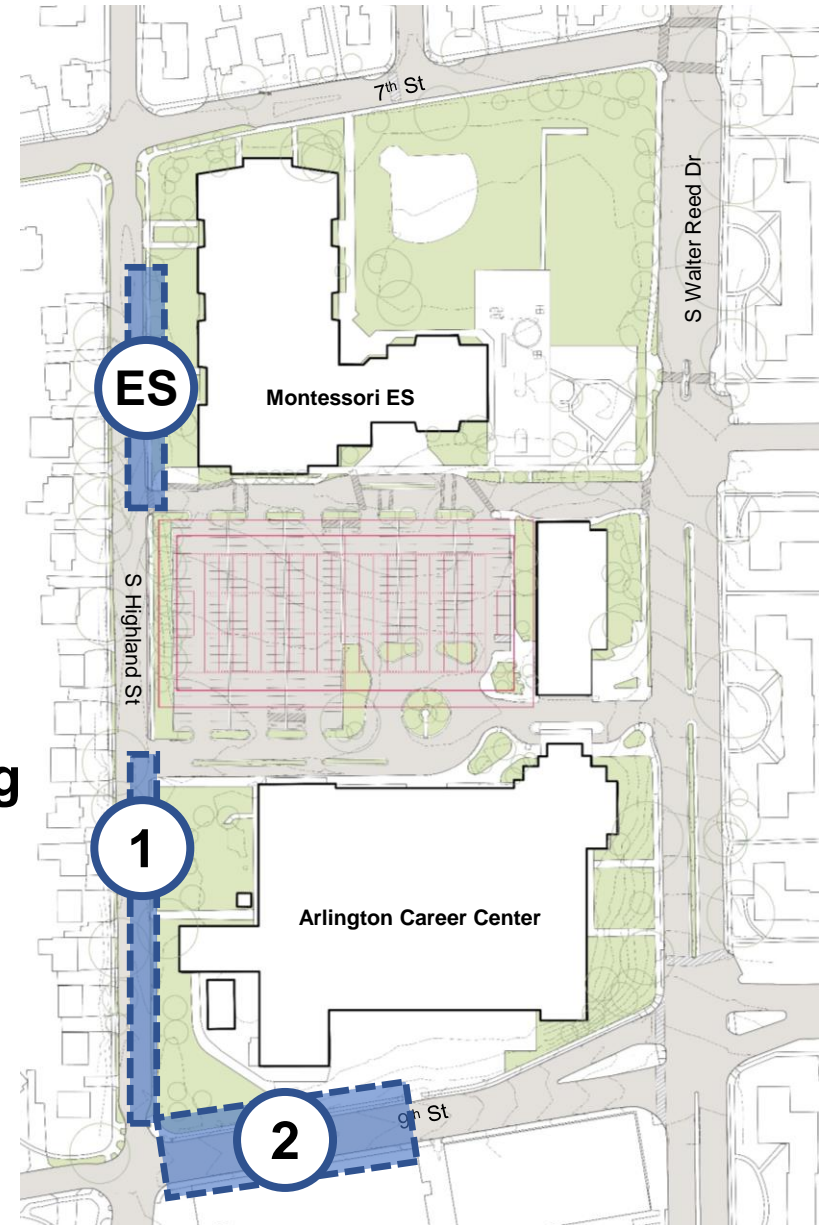 7th St
S Walter Reed Dr
ES
Montessori ES
S Highland St
g
1
Arlington Career Center
9th St
2